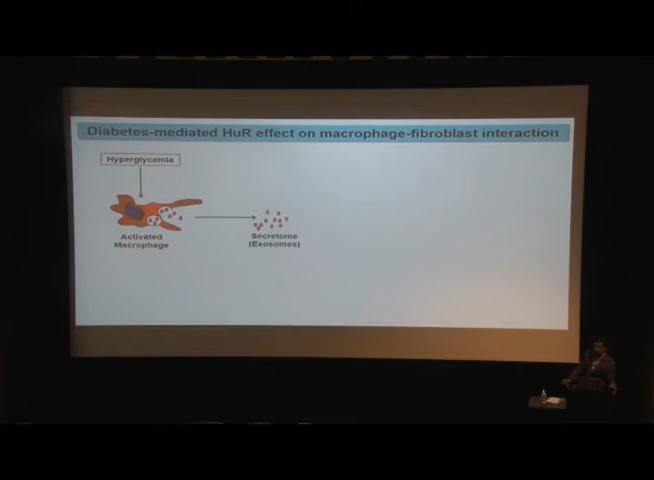 Diabetes-mediated HuR effect on macrophage-fibroblast interaction
Hyperglycemia
Activated
Macrophage
Secretome
(Exosomes)